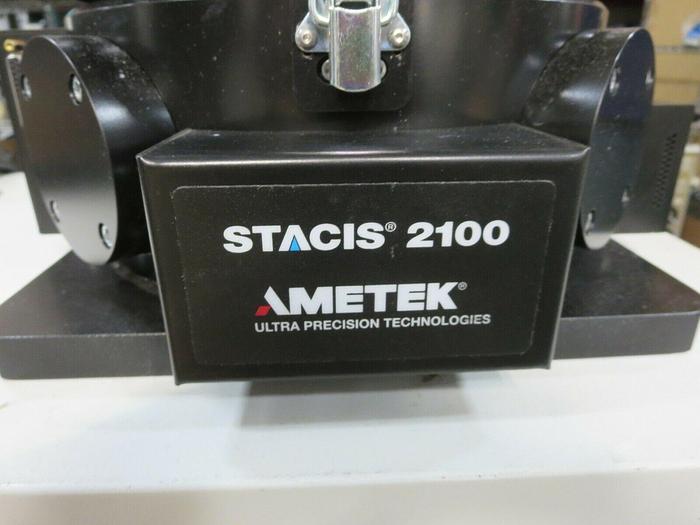 STACIS® 2100
AMETEK®
ULTRA PRECISION TECHNOLOGIES